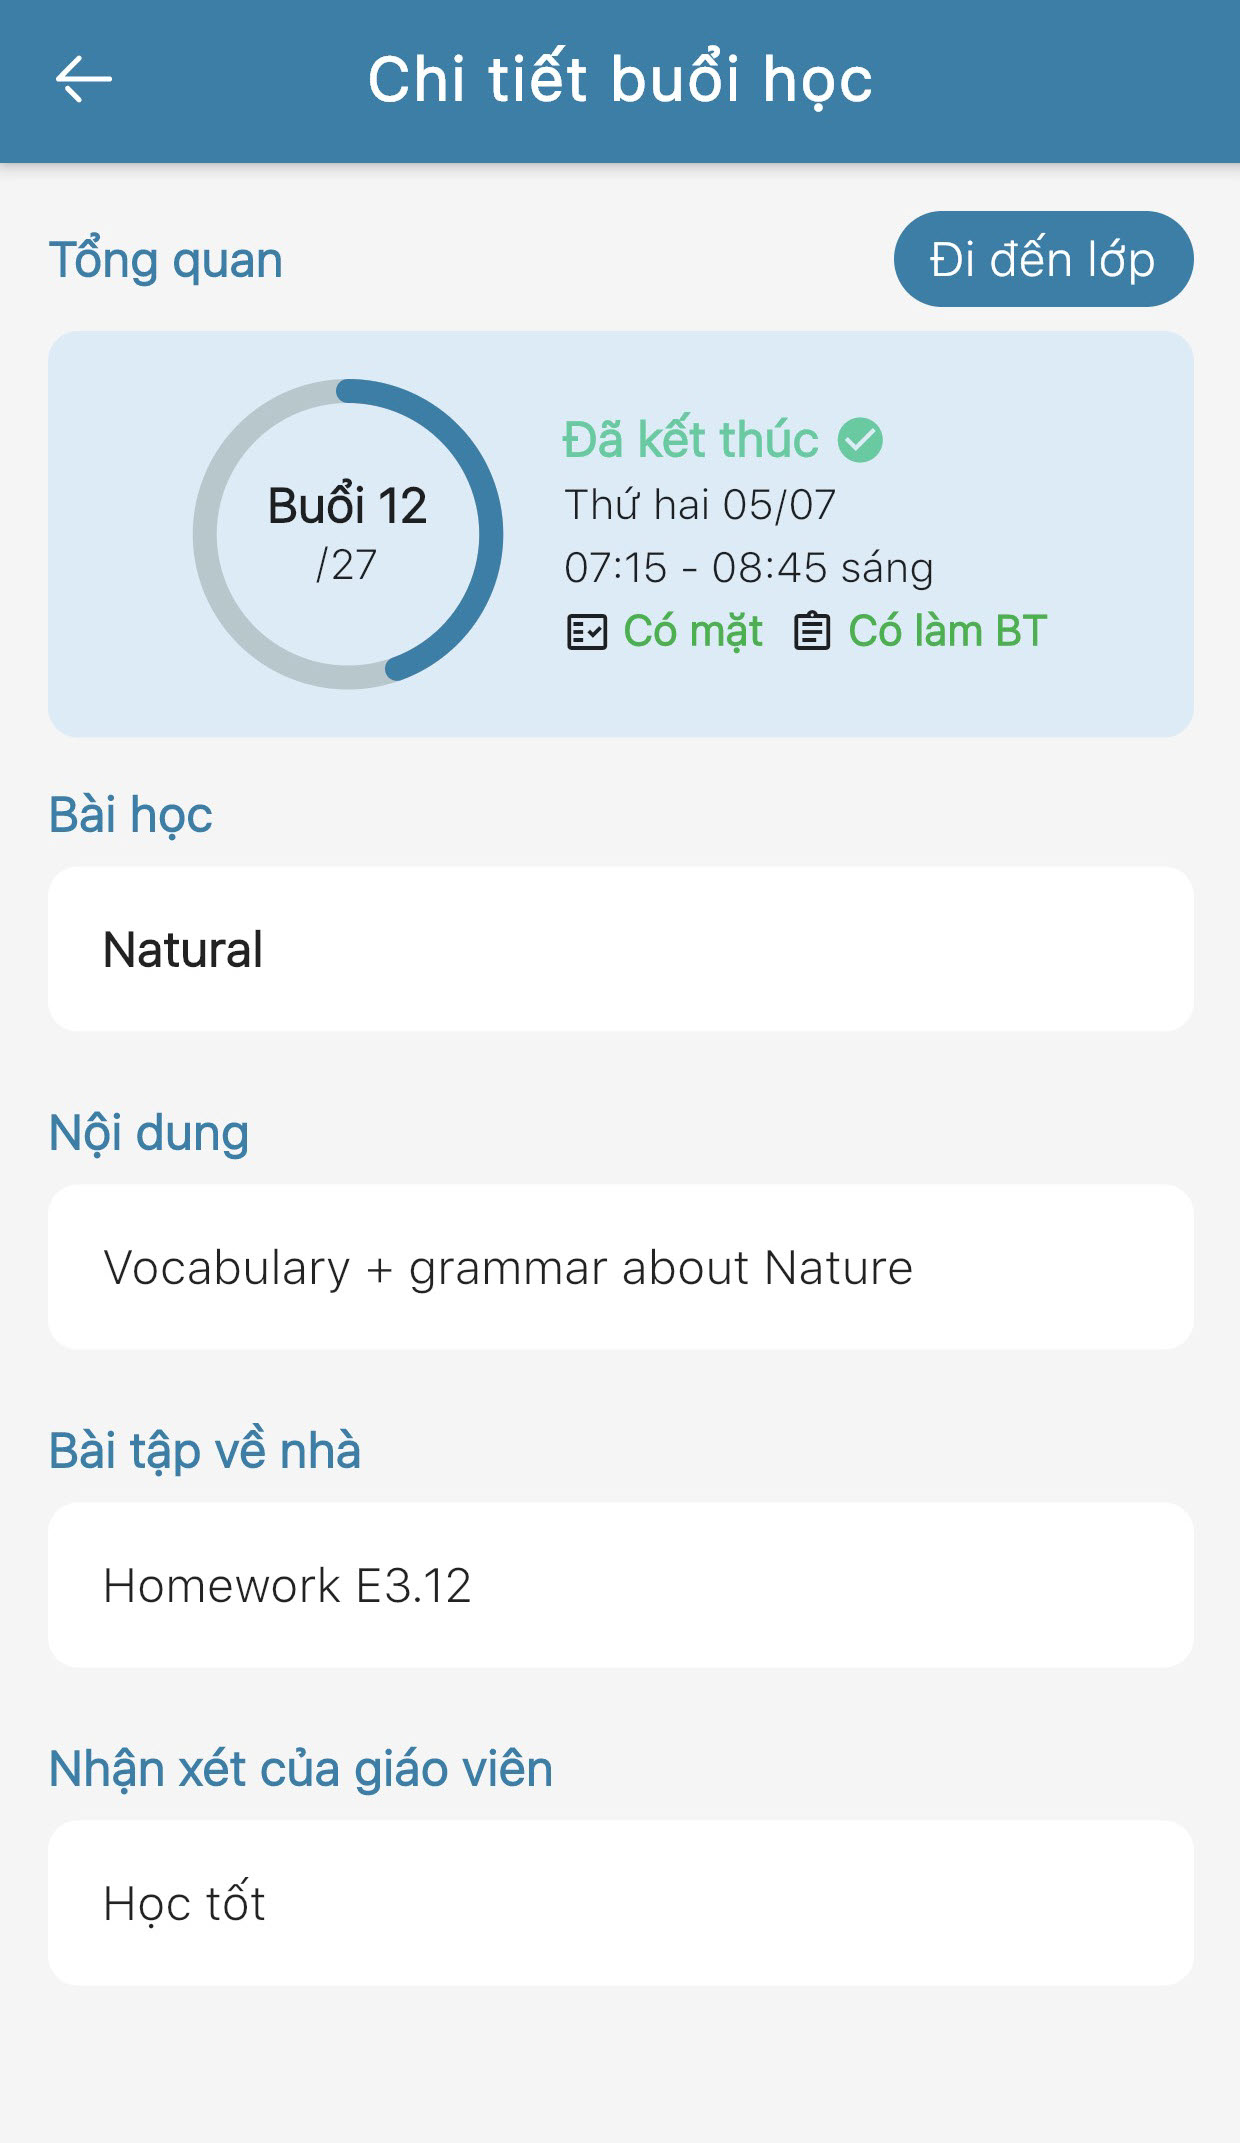 Chi tiết buổi học
Tổng quan
Đi đến lớp
Buổi 12
/27
Đã kết thúc
Thứ hai 05/07
07:15 - 08:45 sáng
Có mặt
Có làm BT
Bài học
Natural
Nội dung
Vocabulary + grammar about Nature
Bài tập về nhà
Homework E3.12
Nhận xét của giáo viên
Học tốt